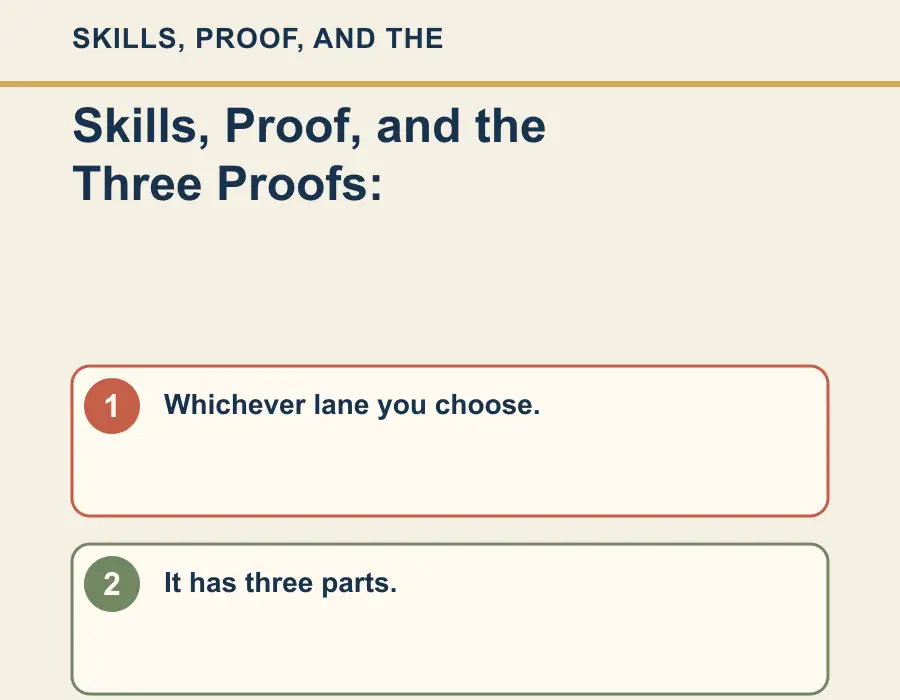 SKILLS, PROOF, AND THE
Skills, Proof, and the
Three Proofs:
1
Whichever lane you choose.
2
It has three parts.